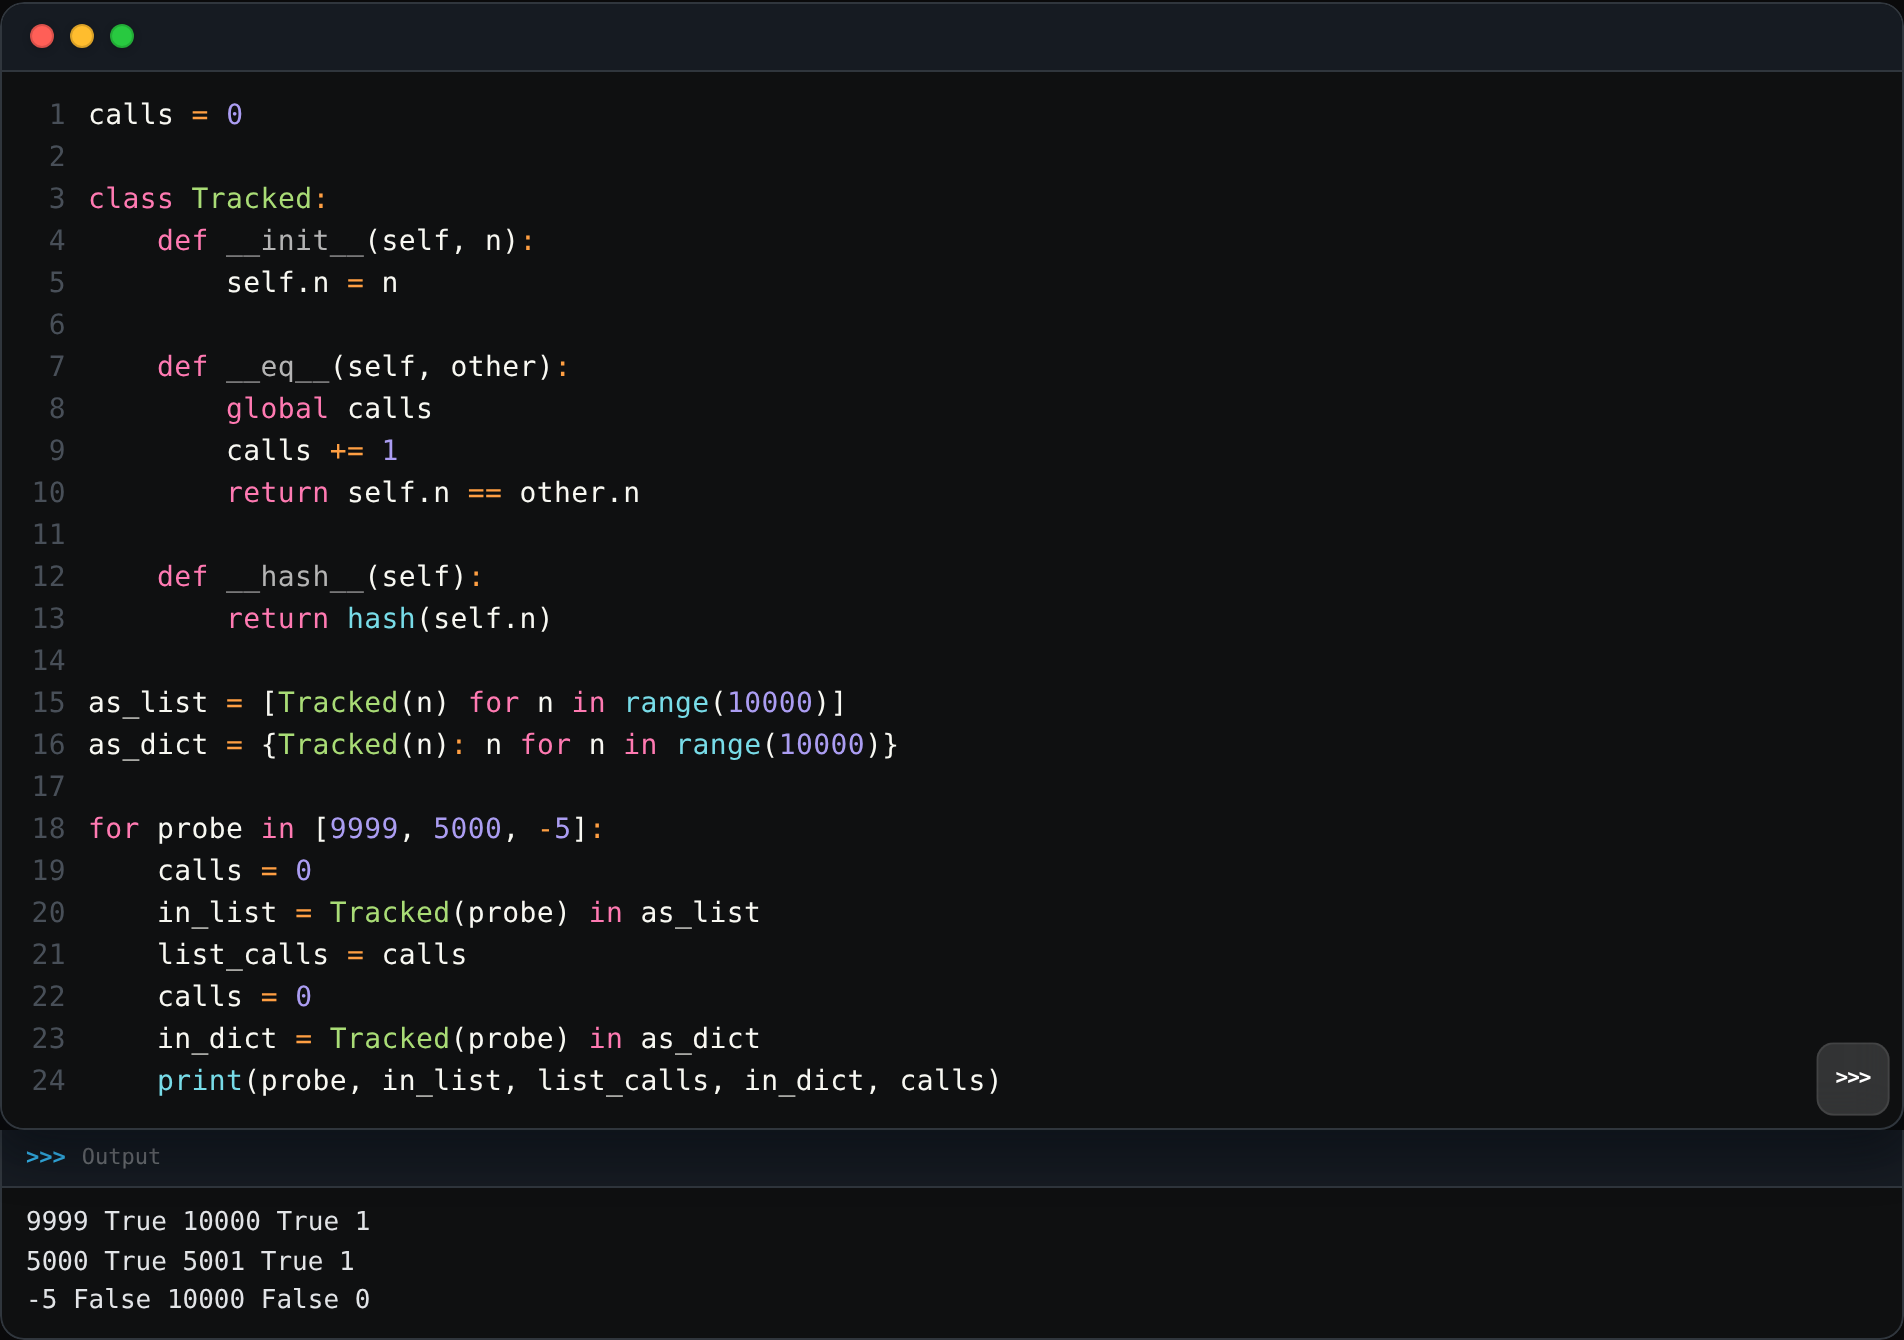 1 calls = 0
2
3 class Tracked:
4     def __init__(self, n):
5         self.n = n
6
7     def __eq__(self, other):
8         global calls
9         calls += 1
10         return self.n == other.n
11
12     def __hash__(self):
13         return hash(self.n)
14
15 as_list = [Tracked(n) for n in range(10000)]
16 as_dict = {Tracked(n): n for n in range(10000)}
17
18 for probe in [9999, 5000, -5]:
19     calls = 0
20     in_list = Tracked(probe) in as_list
21     list_calls = calls
22     calls = 0
23     in_dict = Tracked(probe) in as_dict
24     print(probe, in_list, list_calls, in_dict, calls)
>>>
>>> Output
9999 True 10000 True 1
5000 True 5001 True 1
-5 False 10000 False 0